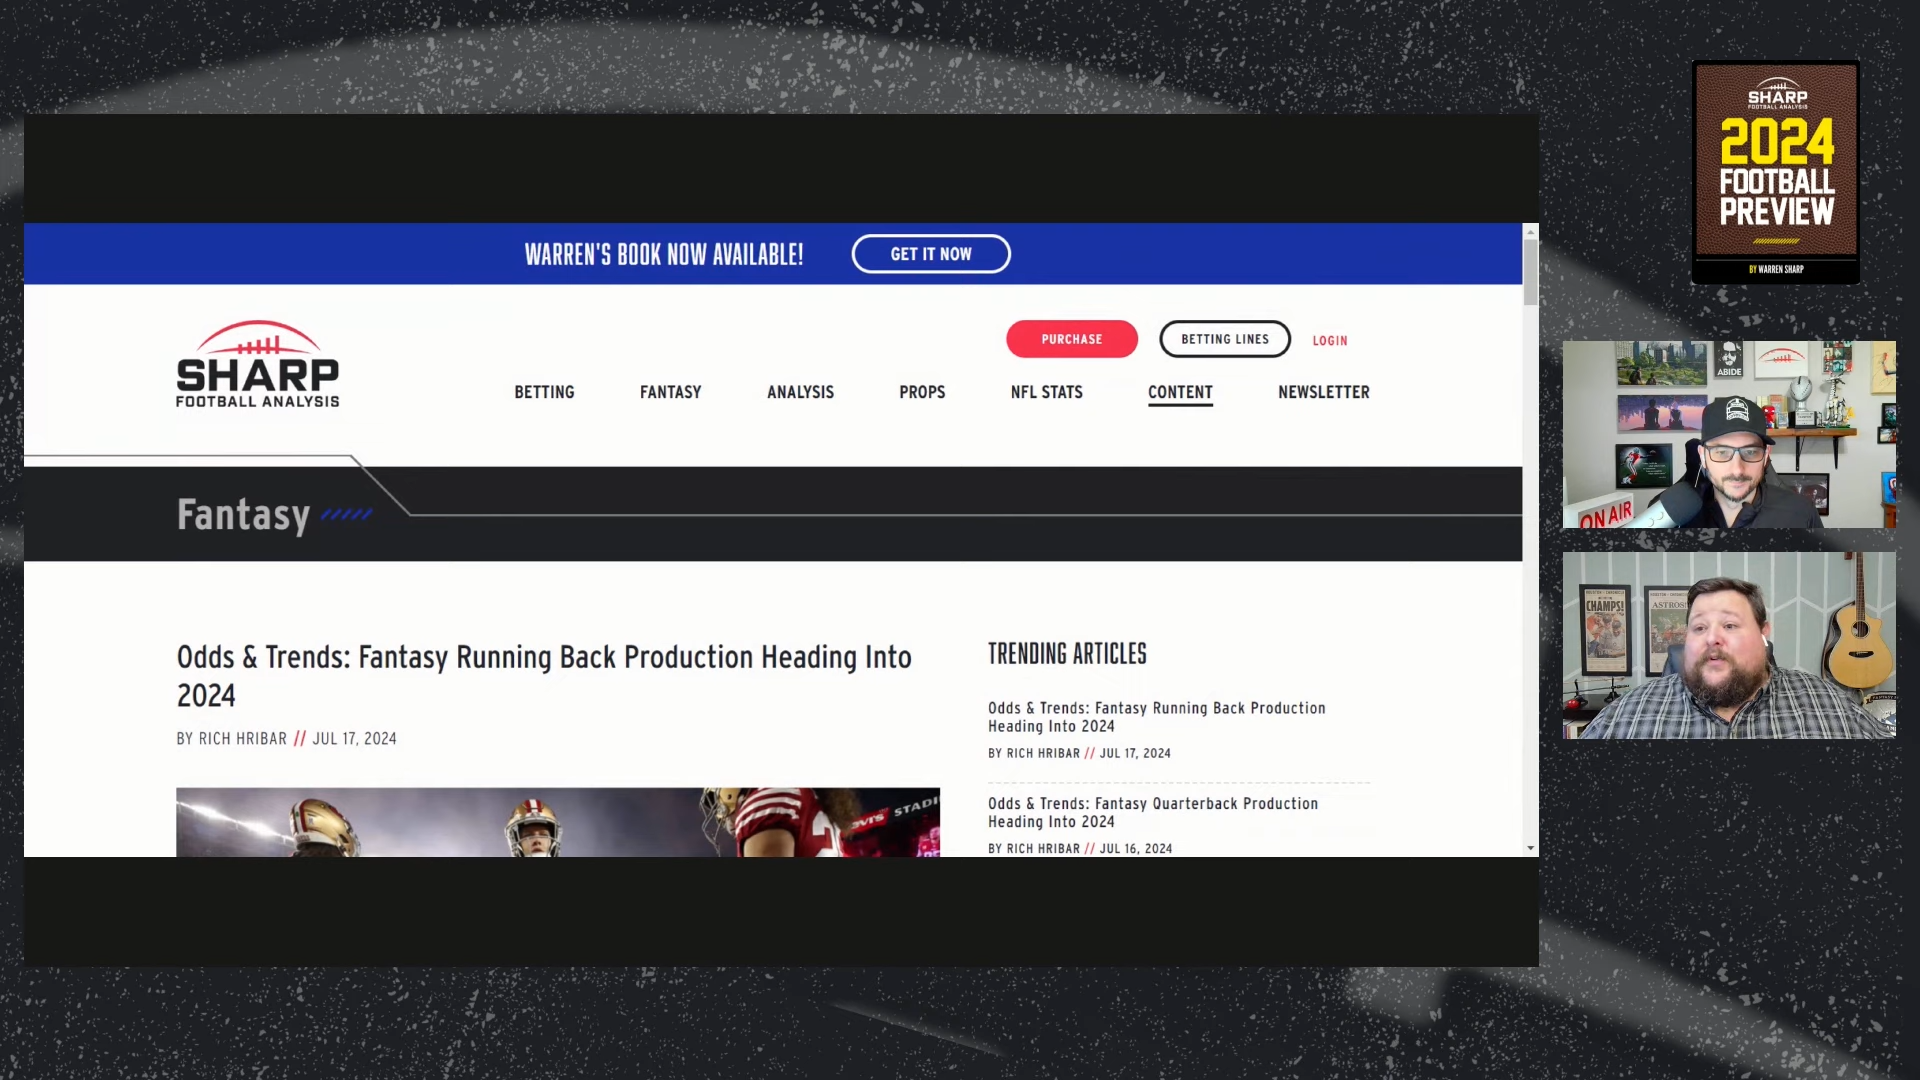 WARREN'S BOOK NOW AVAILABLE!
GET IT NOW
SHARP
FOOTBALL ANALYSIS
PURCHASE
BETTING LINES
LOGIN
BETTING
FANTASY
ANALYSIS
PROPS
NFL STATS
CONTENT
NEWSLETTER
Fantasy
Odds & Trends: Fantasy Running Back Production Heading Into
2024
BY RICH HRIBAR // JUL 17, 2024
TRENDING ARTICLES
Odds & Trends: Fantasy Running Back Production
Heading Into 2024
BY RICH HRIBAR // JUL 17, 2024
Odds & Trends: Fantasy Quarterback Production
Heading Into 2024
BY RICH HRIBAR // JUL 16, 2024
SHARP
FOOTBALL ANALYSIS
2024
FOOTBALL
PREVIEW
BY WARREN SHARP
ABIDE
ON AIR
CHAMPS!